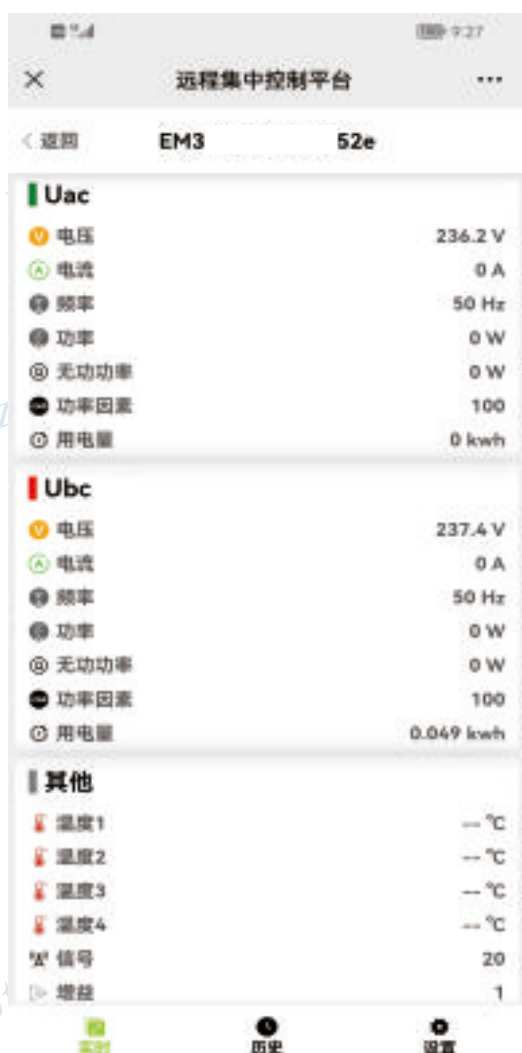 9:27
远程集中控制平台
返回 EM3 52e
Uac
电压 236.2 V
电流 0 A
频率 50 Hz
功率 0 W
无功功率 0 W
功率因素 100
用电量 0 kwh
Ubc
电压 237.4 V
电流 0 A
频率 50 Hz
功率 0 W
无功功率 0 W
功率因素 100
用电量 0.049 kwh
其他
温度1 -- ℃
温度2 -- ℃
温度3 -- ℃
温度4 -- ℃
信号 20
增益 1
实时 历史 设置